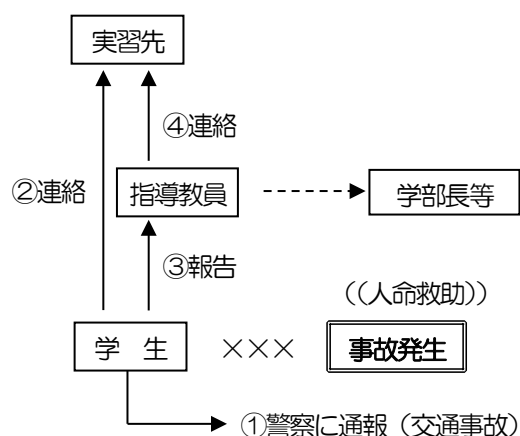 実習先
④連絡
②連絡
指導教員
学部長等
③報告
((人命救助))
学 生
×××
事故発生
①警察に通報（交通事故）